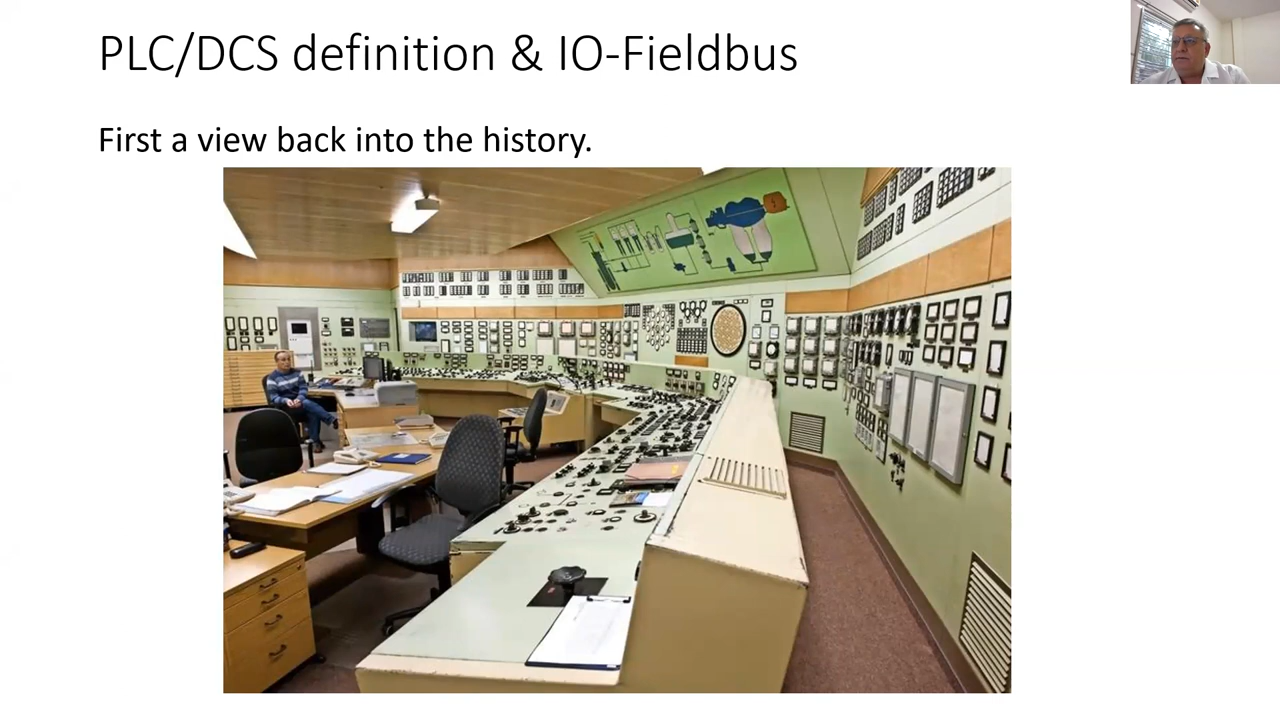 PLC/DCS definition & IO-Fieldbus
First a view back into the history.